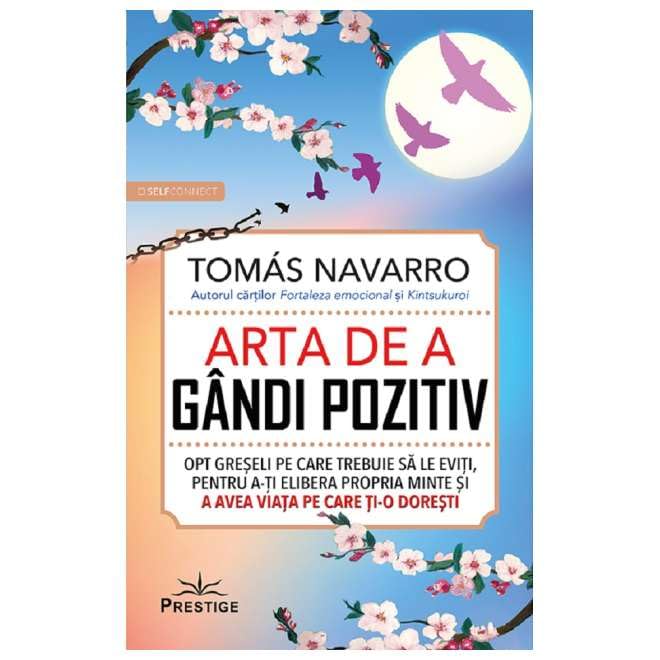 SELFCONNECT
TOMÁS NAVARRO
Autorul cărților Fortaleza emocional și Kintsukuroi
ARTA DE A
GÂNDI POZITIV
OPT GREȘELI PE CARE TREBUIE SĂ LE EVIȚI,
PENTRU A-ȚI ELIBERA PROPRIA MINTE ȘI
A AVEA VIAȚA PE CARE ȚI-O DOREȘTI
PRESTIGE